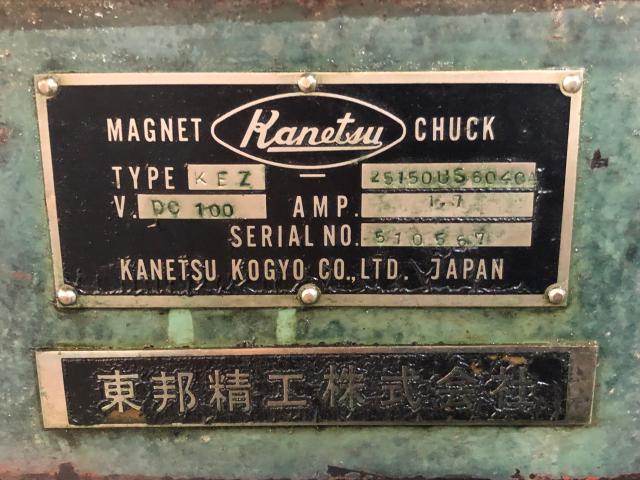 MAGNET Kanetsu CHUCK
TYPE KEZ — 25150US6040A
V. DC 100 AMP. 1.7
SERIAL NO. 510567
KANETSU KOGYO CO.,LTD. JAPAN
東邦精工株式会社